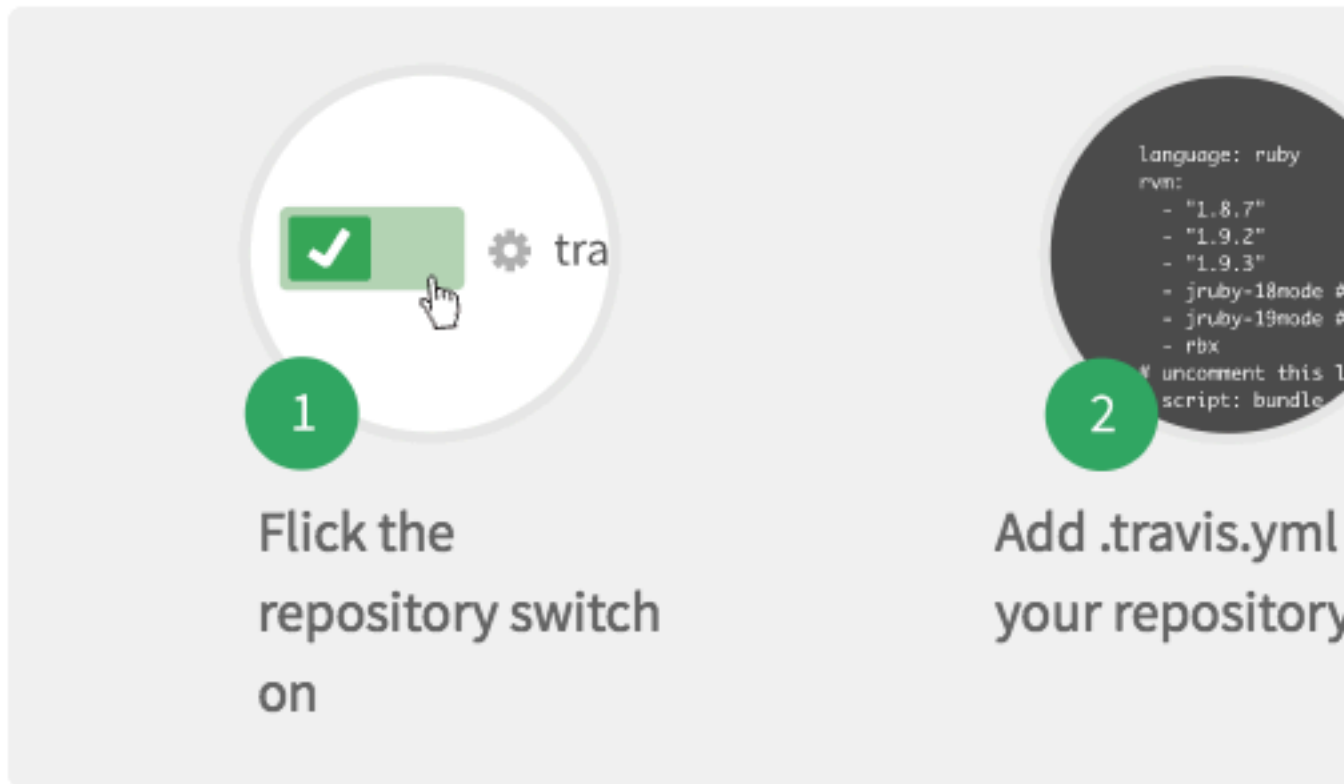 tra
1
Flick the
repository switch
on
language: ruby
rvm:
- "1.8.7"
- "1.9.2"
- "1.9.3"
- jruby-18mode #
- jruby-19mode #
- rbx
# uncomment this l
script: bundle
2
Add .travis.yml
your repository